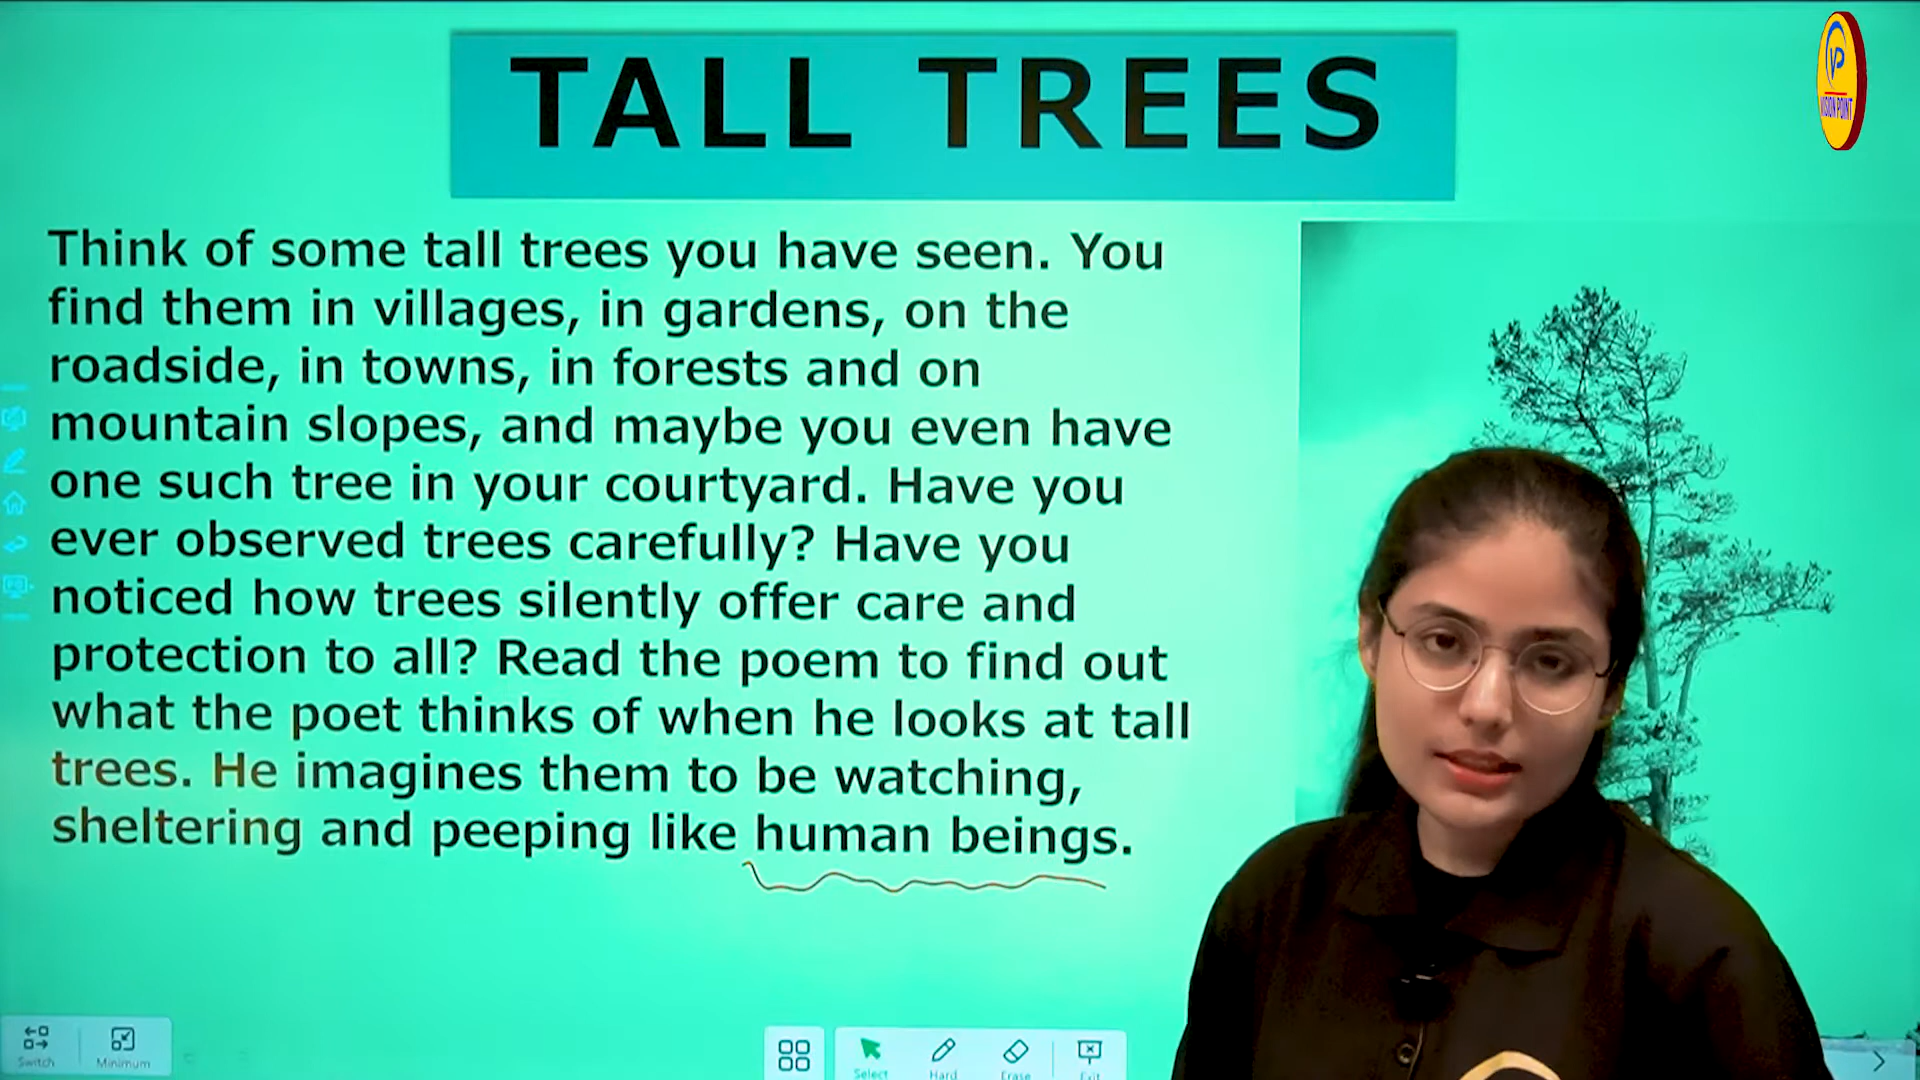 TALL TREES
VP
VISION POINT
Think of some tall trees you have seen. You
find them in villages, in gardens, on the
roadside, in towns, in forests and on
mountain slopes, and maybe you even have
one such tree in your courtyard. Have you
ever observed trees carefully? Have you
noticed how trees silently offer care and
protection to all? Read the poem to find out
what the poet thinks of when he looks at tall
trees. He imagines them to be watching,
sheltering and peeping like human beings.
Switch
Minimum
Select
Hard
Erase
Exit